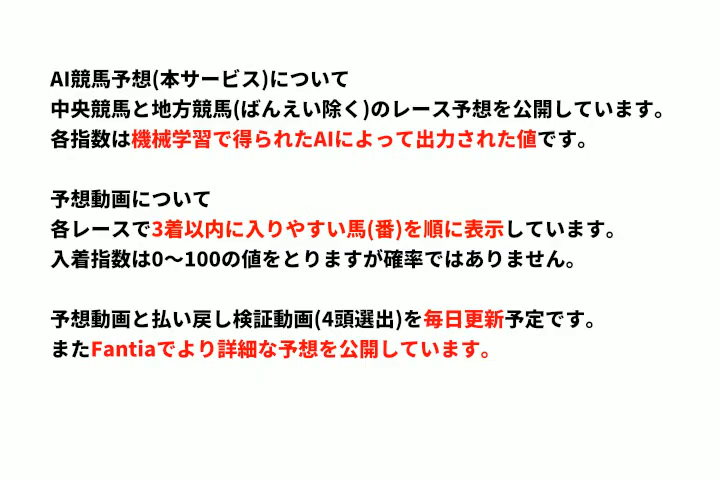 AI競馬予想(本サービス)について
中央競馬と地方競馬(ばんえい除く)のレース予想を公開しています。
各指数は機械学習で得られたAIによって出力された値です。
予想動画について
各レースで3着以内に入りやすい馬(番)を順に表示しています。
入着指数は0〜100の値をとりますが確率ではありません。
予想動画と払い戻し検証動画(4頭選出)を毎日更新予定です。
またFantiaでより詳細な予想を公開しています。